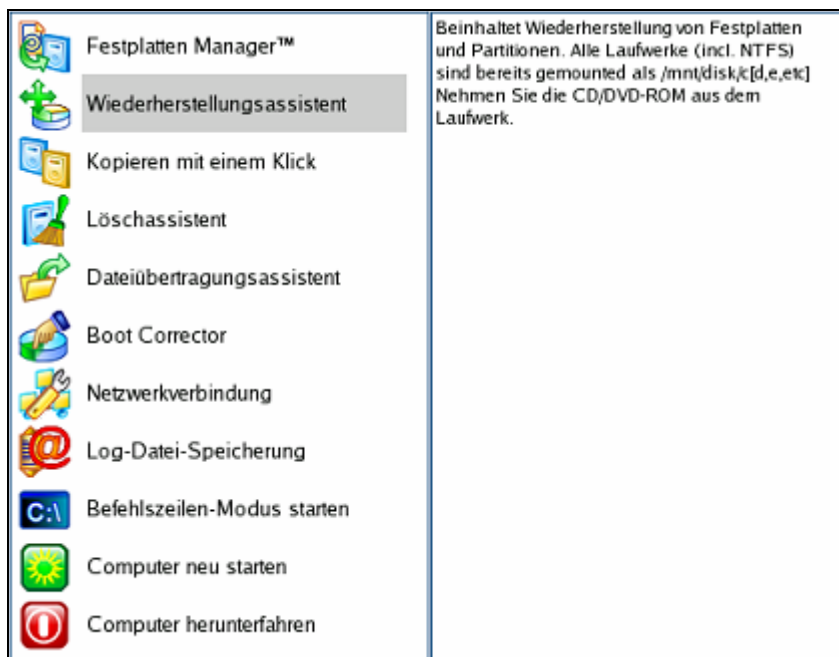 Festplatten Manager™
Wiederherstellungsassistent
Kopieren mit einem Klick
Löschassistent
Dateiübertragungsassistent
Boot Corrector
Netzwerkverbindung
Log-Datei-Speicherung
C:\
Befehlszeilen-Modus starten
Computer neu starten
Computer herunterfahren
Beinhaltet Wiederherstellung von Festplatten
und Partitionen. Alle Laufwerke (incl. NTFS)
sind bereits gemounted als /mnt/disk/c[d,e,etc]
Nehmen Sie die CD/DVD-ROM aus dem
Laufwerk.